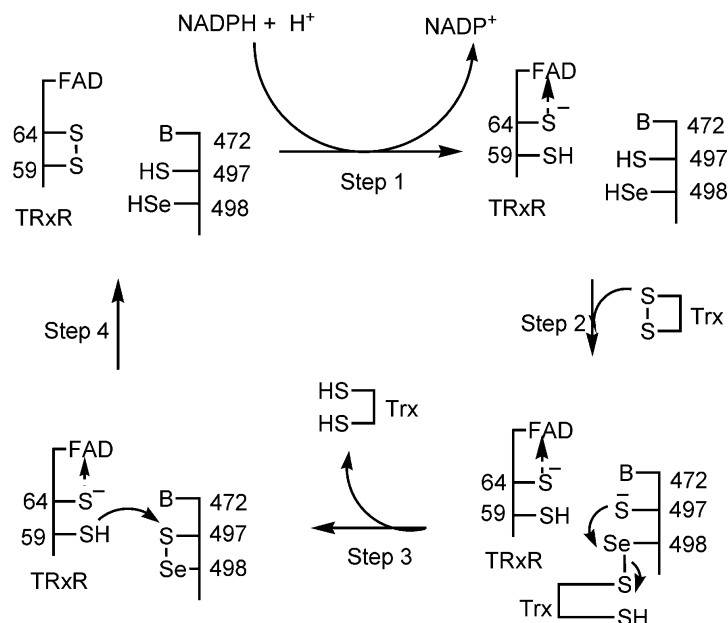 NADPH + H+
NADP+
FAD
64 S
59 S
TRxR
B 472
HS 497
HSe 498
Step 1
FAD
64 S−
59 SH
TRxR
B 472
HS 497
HSe 498
Step 2
S
S
Trx
Step 4
HS
HS
Trx
FAD
64 S−
59 SH
TRxR
B 472
S 497
Se 498
Step 3
FAD
64 S−
59 SH
TRxR
B 472
S− 497
Se 498
S
Trx
SH